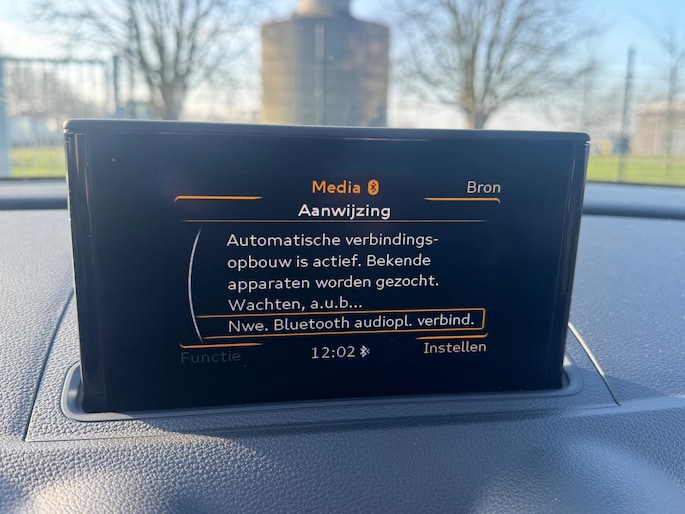 Media
Bron
Aanwijzing
Automatische verbindings-
opbouw is actief. Bekende
apparaten worden gezocht.
Wachten, a.u.b...
Nwe. Bluetooth audiopl. verbind.
Functie
12:02
Instellen